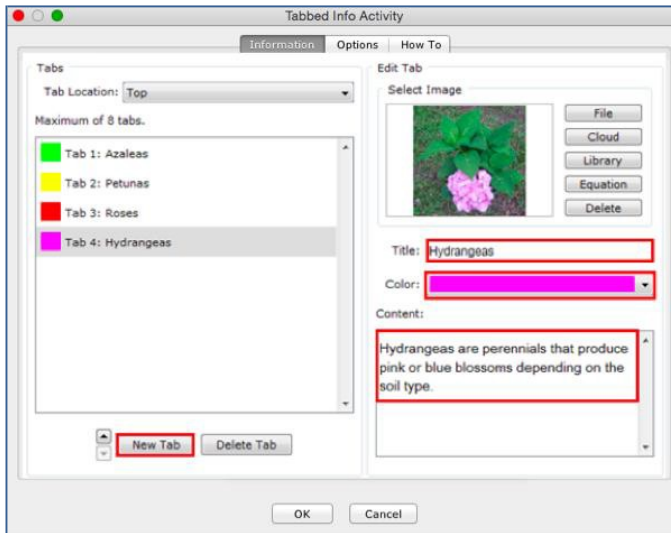 Tabbed Info Activity
Information Options How To
Tabs
Tab Location: Top
Maximum of 8 tabs.
Tab 1: Azaleas
Tab 2: Petunas
Tab 3: Roses
Tab 4: Hydrangeas
New Tab Delete Tab
Edit Tab
Select Image
File
Cloud
Library
Equation
Delete
Title: Hydrangeas
Color:
Content:
Hydrangeas are perennials that produce
pink or blue blossoms depending on the
soil type.
OK Cancel